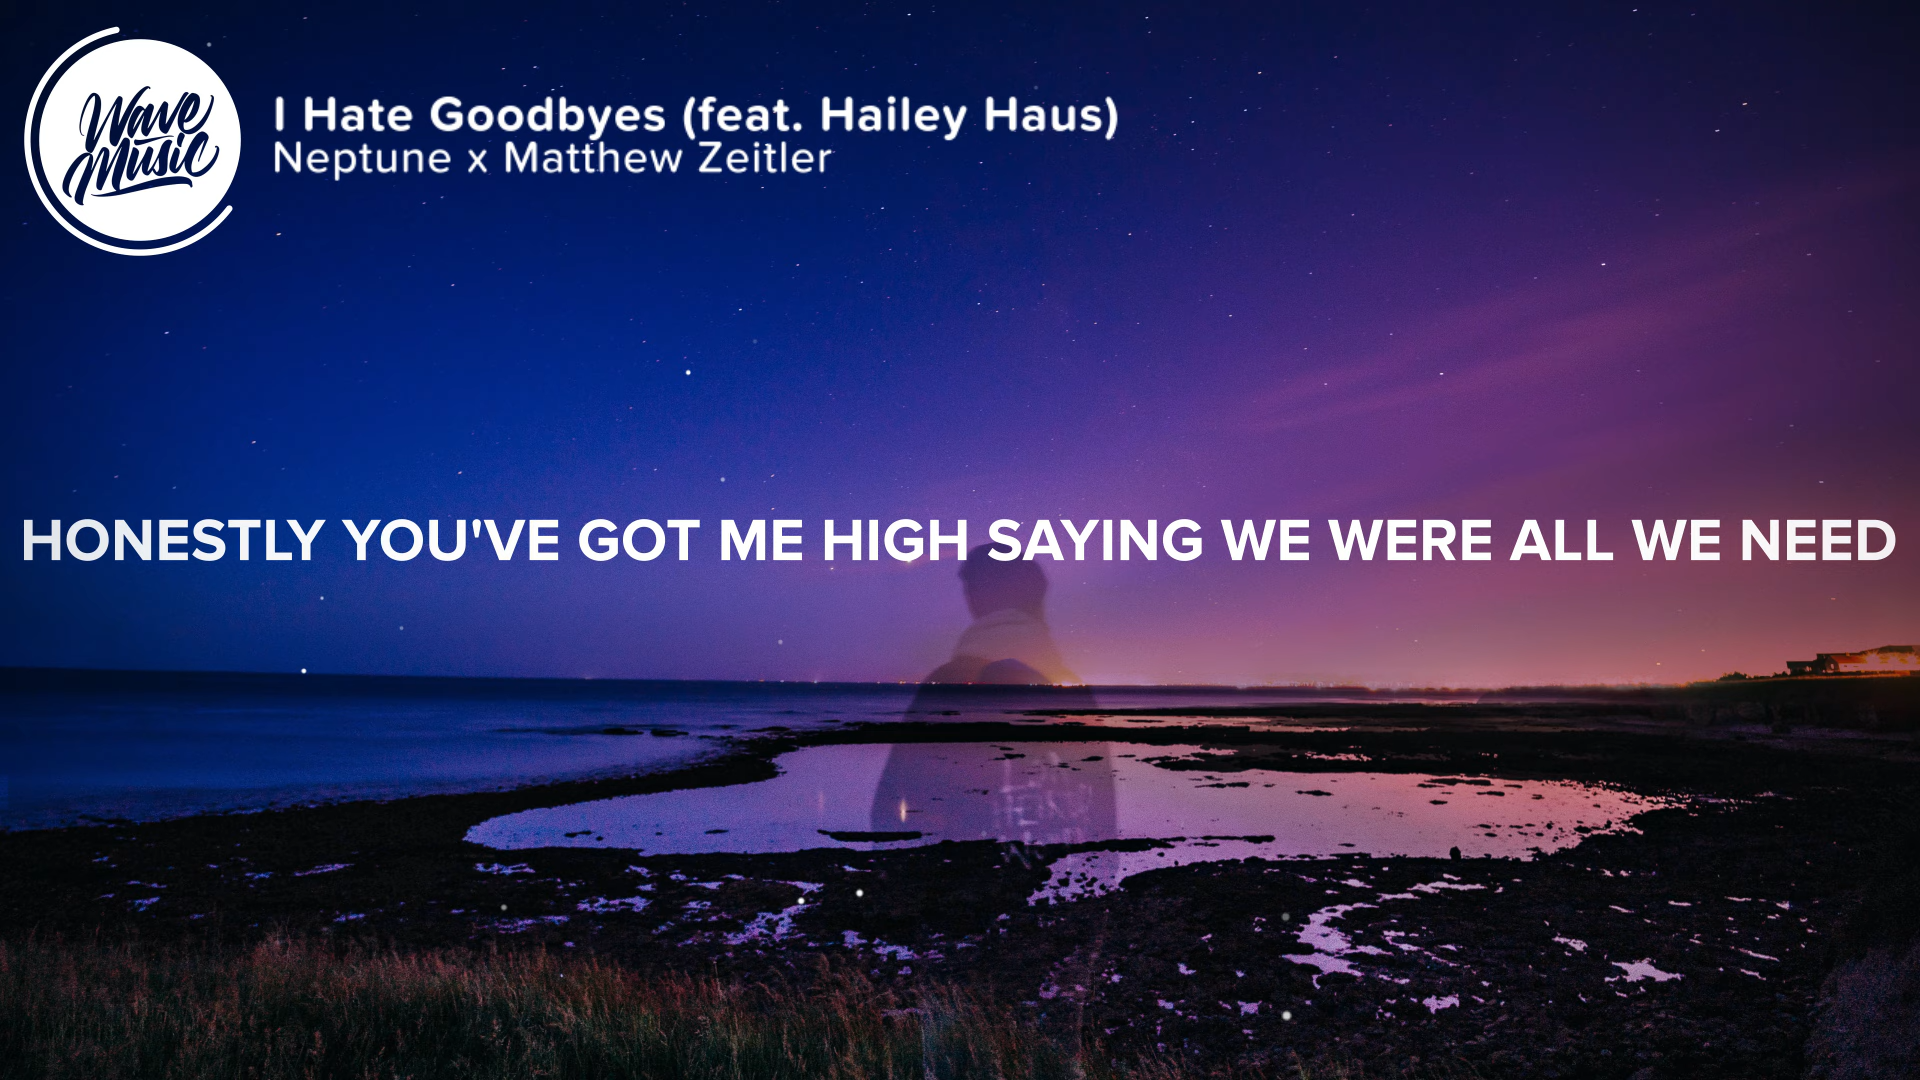 Wave
Music
I Hate Goodbyes (feat. Hailey Haus)
Neptune x Matthew Zeitler
HONESTLY YOU'VE GOT ME HIGH SAYING WE WERE ALL WE NEED